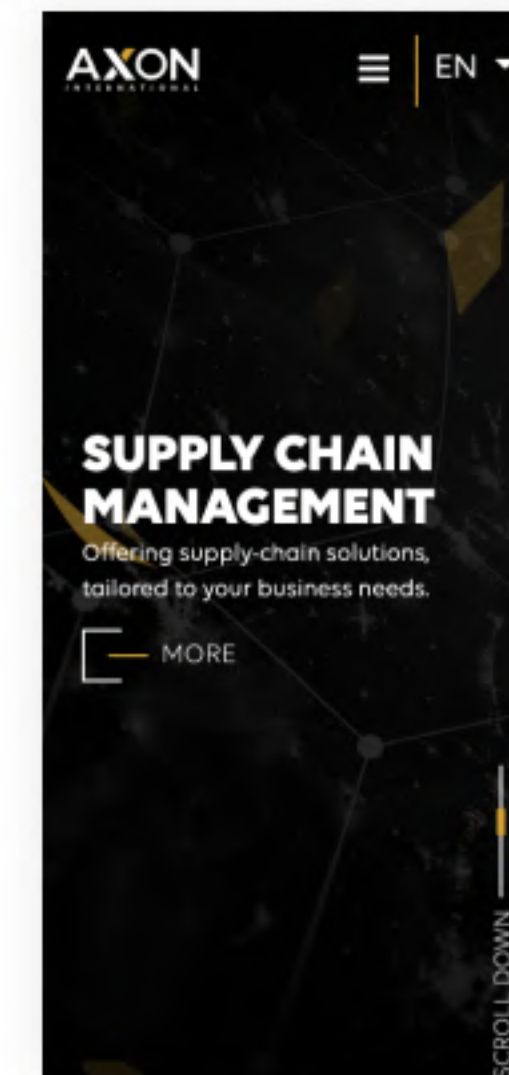 AXON
INTERNATIONAL
EN
SUPPLY CHAIN
MANAGEMENT
Offering supply-chain solutions,
tailored to your business needs.
MORE
SCROLL DOWN